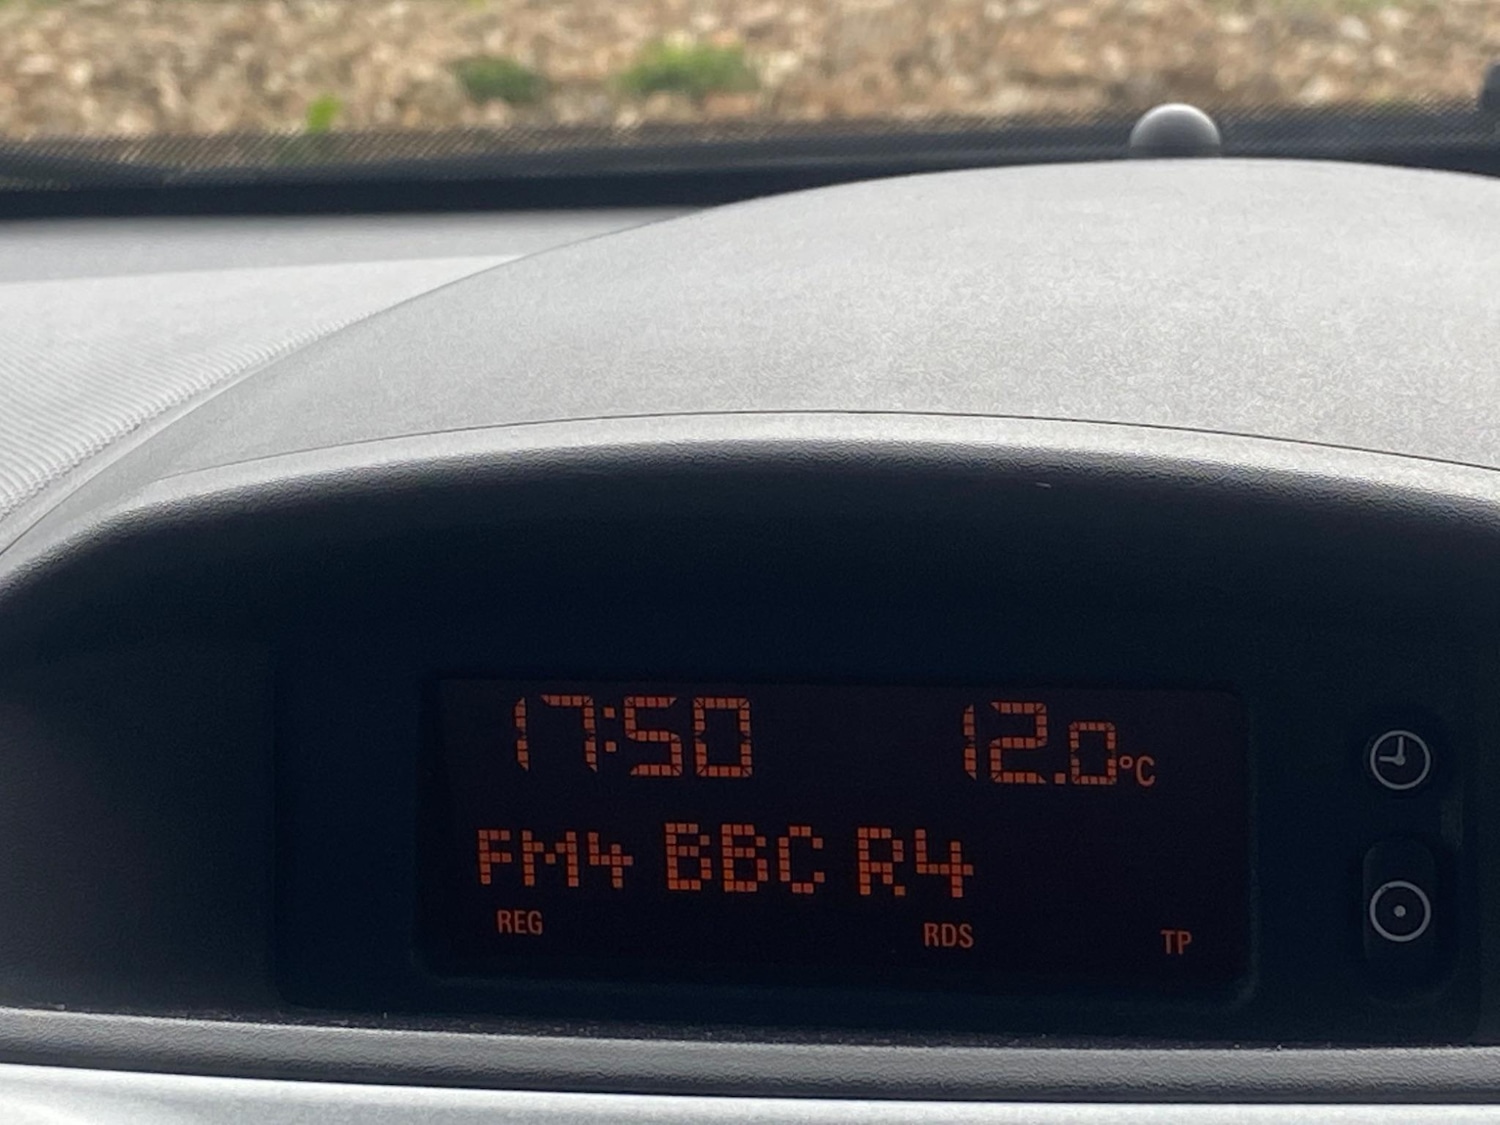 17:50 12.0°C
FM4 BBC R4
REG RDS TP